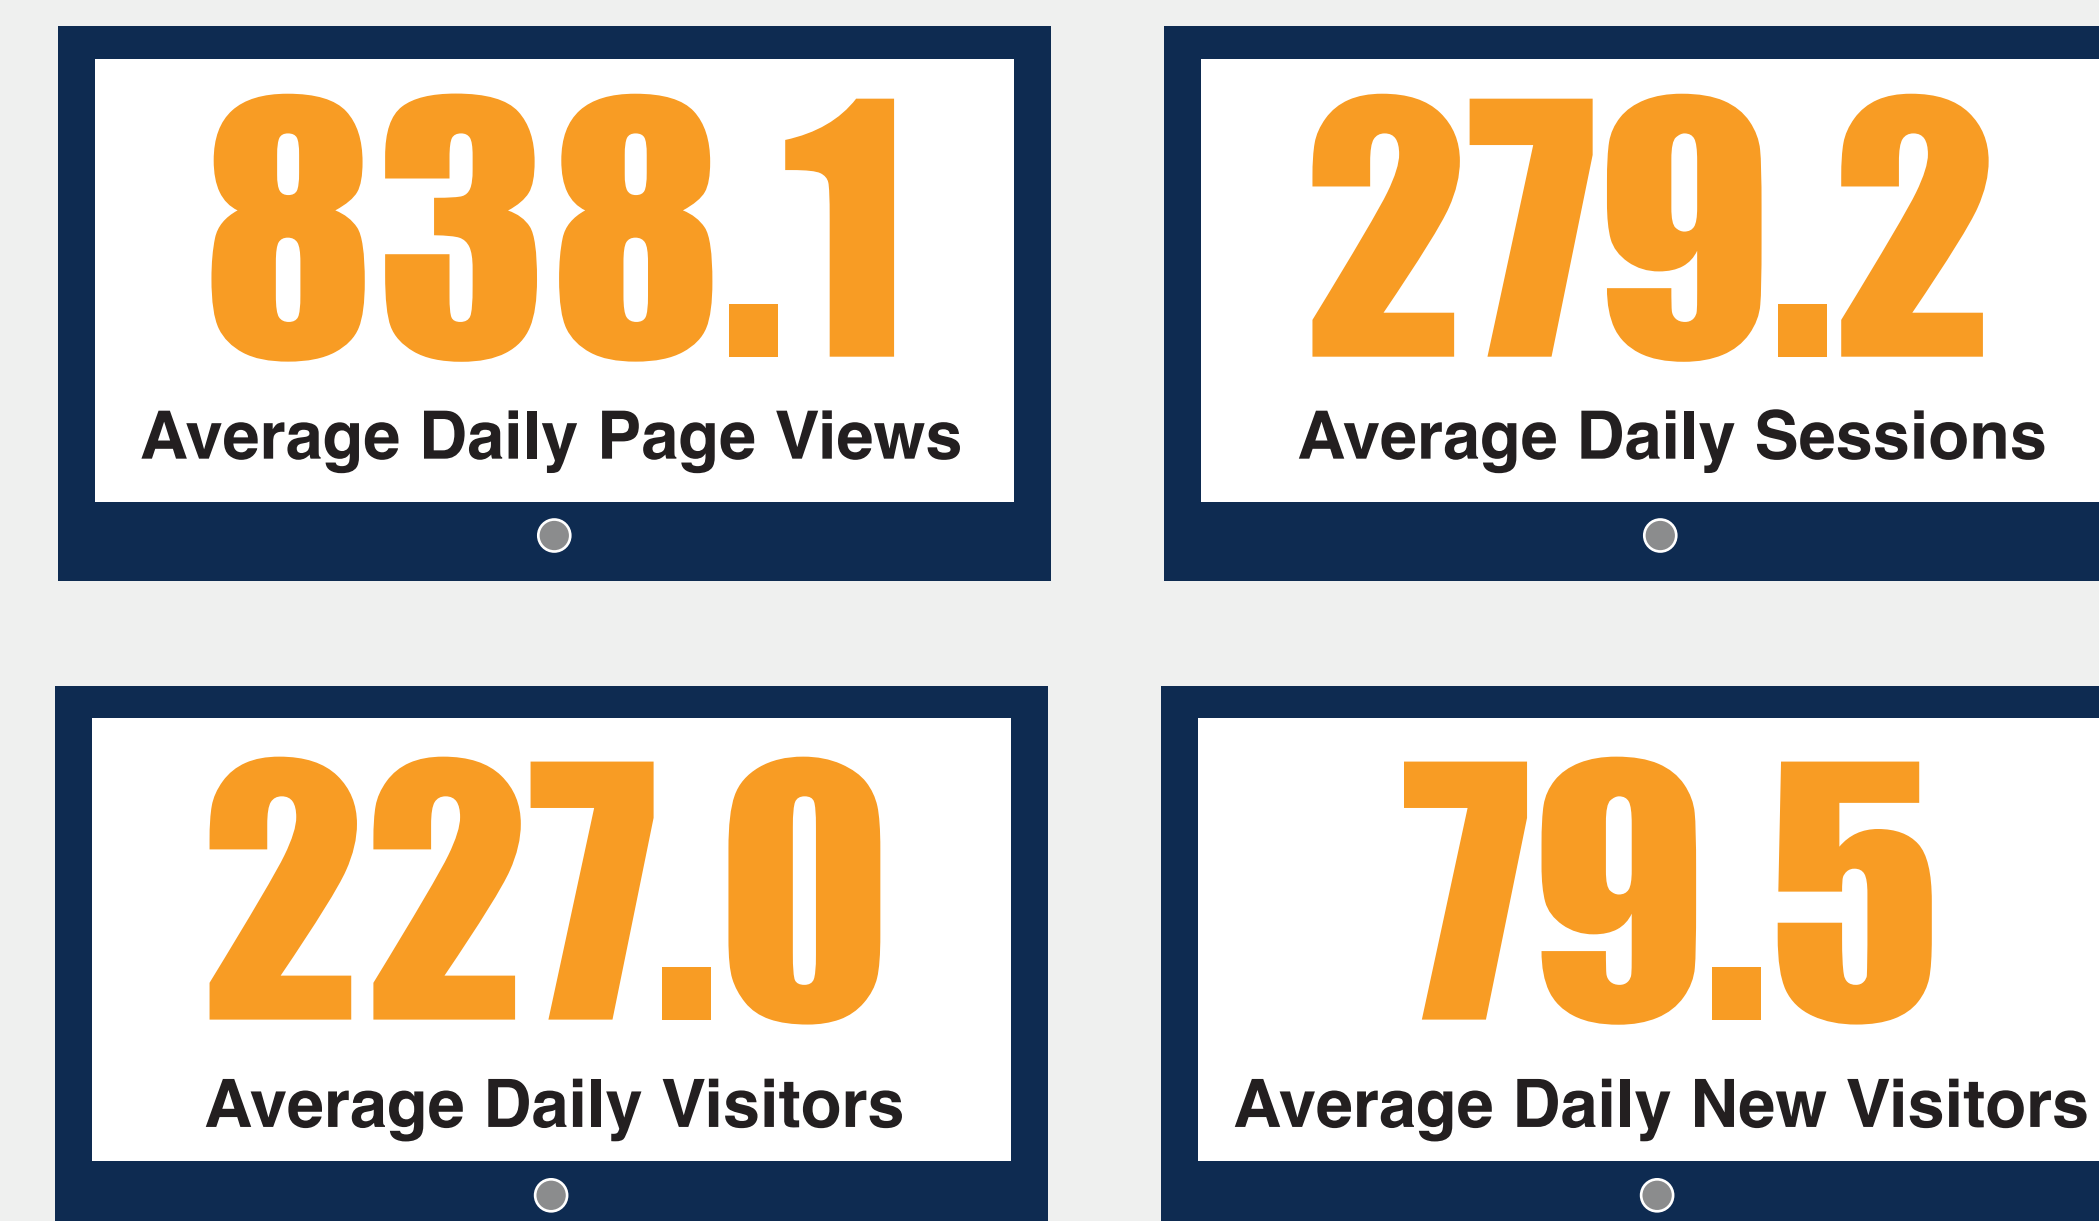 838.1
Average Daily Page Views
279.2
Average Daily Sessions
227.0
Average Daily Visitors
79.5
Average Daily New Visitors